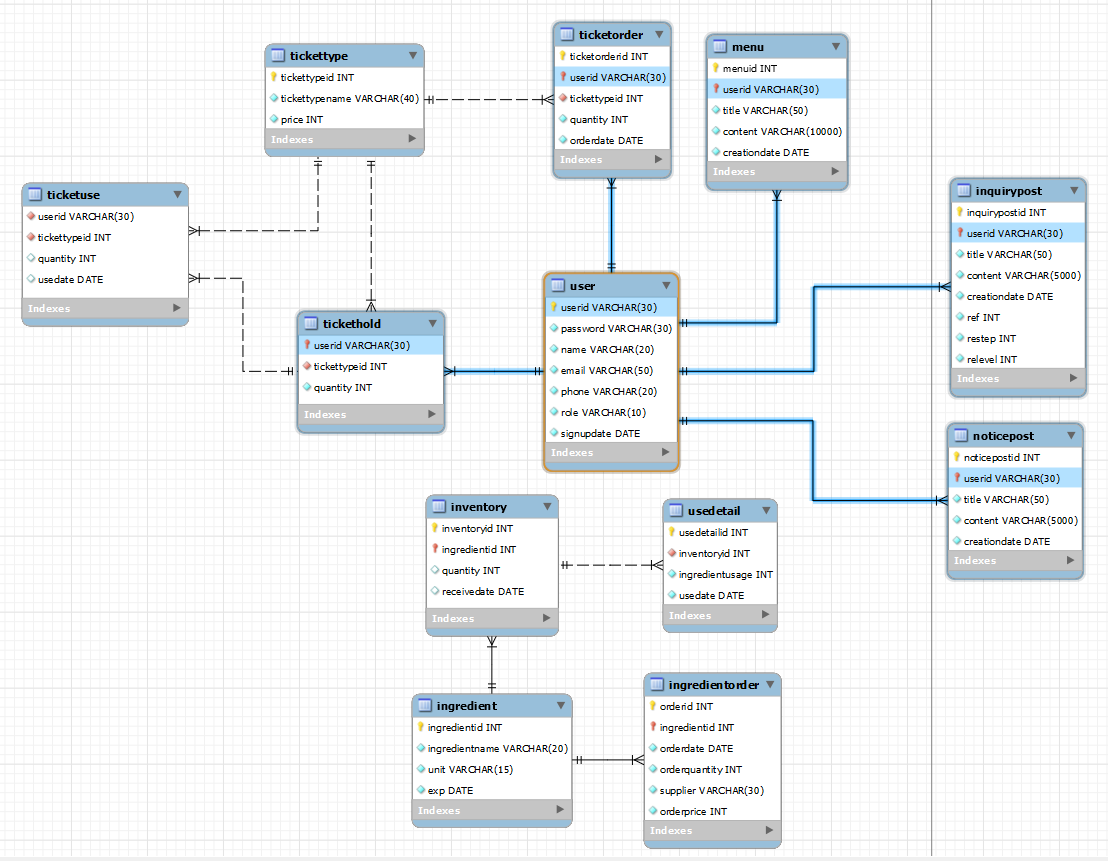 tickettype
tickettypeid INT
tickettypename VARCHAR(40)
price INT
Indexes
ticketorder
ticketorderid INT
userid VARCHAR(30)
tickettypeid INT
quantity INT
orderdate DATE
Indexes
menu
menuid INT
userid VARCHAR(30)
title VARCHAR(50)
content VARCHAR(10000)
creationdate DATE
Indexes
ticketuse
userid VARCHAR(30)
tickettypeid INT
quantity INT
usedate DATE
Indexes
inquirypost
inquirypostid INT
userid VARCHAR(30)
title VARCHAR(50)
content VARCHAR(5000)
creationdate DATE
ref INT
restep INT
relevel INT
Indexes
tickethold
userid VARCHAR(30)
tickettypeid INT
quantity INT
Indexes
user
userid VARCHAR(30)
password VARCHAR(30)
name VARCHAR(20)
email VARCHAR(50)
phone VARCHAR(20)
role VARCHAR(10)
signupdate DATE
Indexes
noticepost
noticepostid INT
userid VARCHAR(30)
title VARCHAR(50)
content VARCHAR(5000)
creationdate DATE
Indexes
inventory
inventoryid INT
ingredientid INT
quantity INT
receivedate DATE
Indexes
usedetail
usedetailid INT
inventoryid INT
ingredientusage INT
usedate DATE
Indexes
ingredient
ingredientid INT
ingredientname VARCHAR(20)
unit VARCHAR(15)
exp DATE
Indexes
ingredientorder
orderid INT
ingredientid INT
orderdate DATE
orderquantity INT
supplier VARCHAR(30)
orderprice INT
Indexes